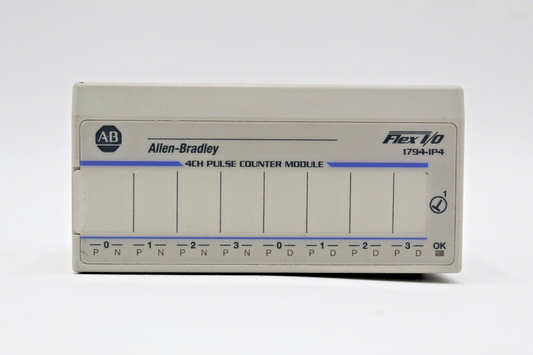 AB
Allen-Bradley
Flex I/O
1794-IP4
4CH PULSE COUNTER MODULE
1
0 1 2 3 0 1 2 3 OK
P N P N P N P N P D P D P D P D